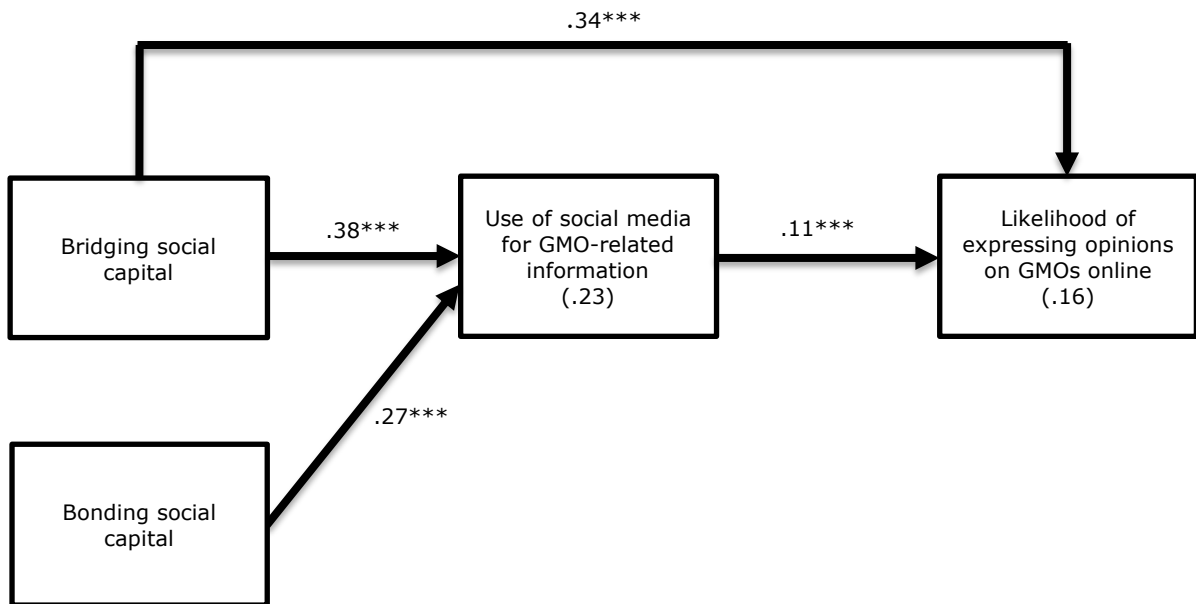 .34***
Bridging social
capital
.38***
Use of social media
for GMO-related
information
(.23)
.11***
Likelihood of
expressing opinions
on GMOs online
(.16)
.27***
Bonding social
capital